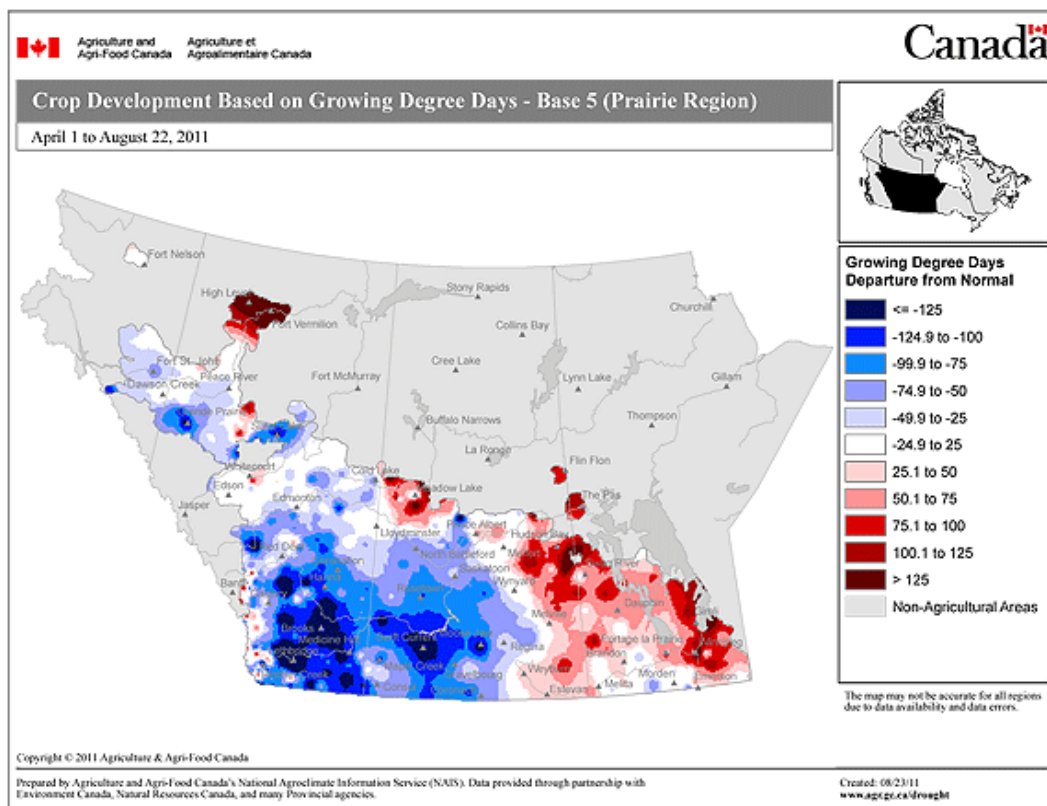 Agriculture and Agriculture et
Agri-Food Canada Agroalimentaire Canada
Canada
Crop Development Based on Growing Degree Days - Base 5 (Prairie Region)
April 1 to August 22, 2011
Fort Nelson
High Level
Fort Vermilion
Stony Rapids
Churchill
Collins Bay
Fort St. John
Dawson Creek
Peace River
Fort McMurray
Cree Lake
Lynn Lake
Gillam
Grande Prairie
Buffalo Narrows
Thompson
La Ronge
Flin Flon
Whitecourt
Edson
Cold Lake
Meadow Lake
The Pas
Jasper
Edmonton
Lloydminster
Prince Albert
Hudson Bay
Red Deer
North Battleford
Melfort
Saskatoon
Wynyard
Hanna
Rosetown
Dauphin
Brooks
Medicine Hat
Swift Current
Moose Jaw
Regina
Melville
Portage la Prairie
Gimli
Winnipeg
Lethbridge
Maple Creek
Weyburn
Brandon
Morden
Emerson
Estevan
Melita
Growing Degree Days
Departure from Normal
<= -125
-124.9 to -100
-99.9 to -75
-74.9 to -50
-49.9 to -25
-24.9 to 25
25.1 to 50
50.1 to 75
75.1 to 100
100.1 to 125
> 125
Non-Agricultural Areas
The map may not be accurate for all regions
due to data availability and data errors.
Copyright © 2011 Agriculture & Agri-Food Canada
Prepared by Agriculture and Agri-Food Canada's National Agroclimate Information Service (NAIS). Data provided through partnership with
Environment Canada, Natural Resources Canada, and many Provincial agencies.
Created: 08/23/11
www.agr.gc.ca/drought